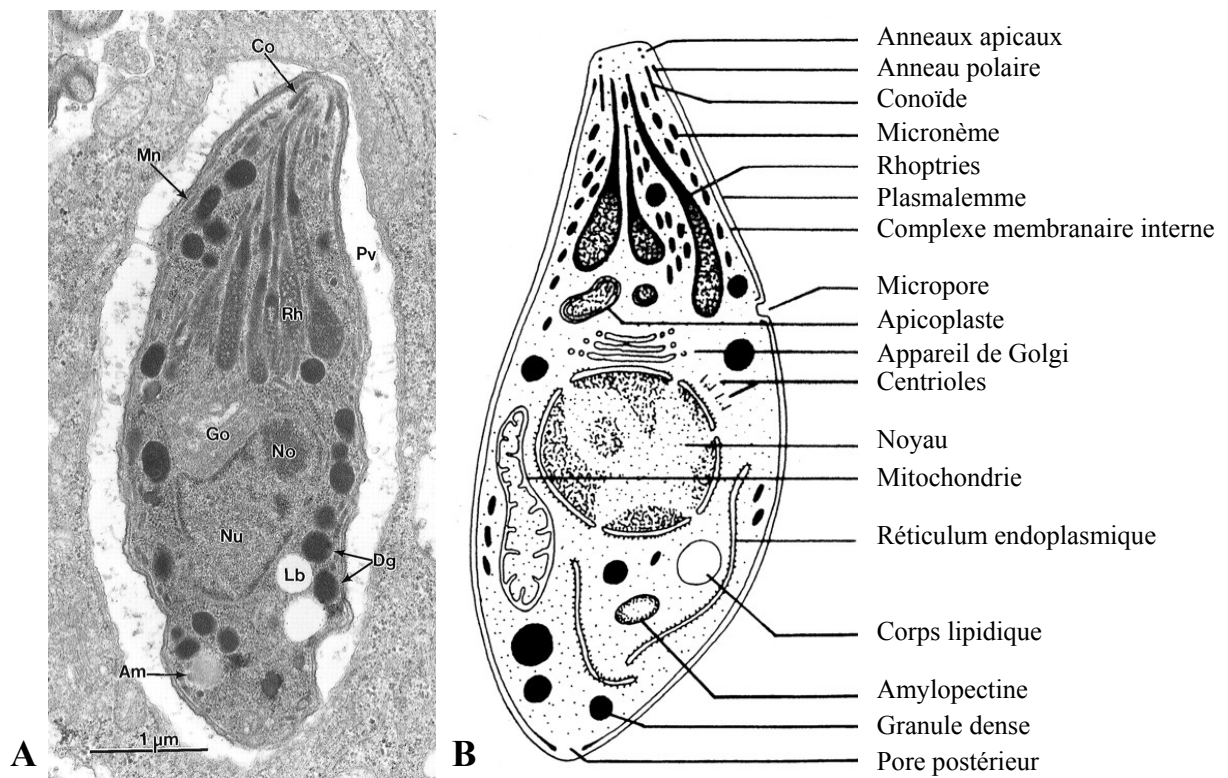 Co
Mn
Pv
Rh
Go
No
Nu
Dg
Lb
Am
1 µm
A
B
Anneaux apicaux
Anneau polaire
Conoïde
Micronème
Rhoptries
Plasmalemme
Complexe membranaire interne
Micropore
Apicoplaste
Appareil de Golgi
Centrioles
Noyau
Mitochondrie
Réticulum endoplasmique
Corps lipidique
Amylopectine
Granule dense
Pore postérieur